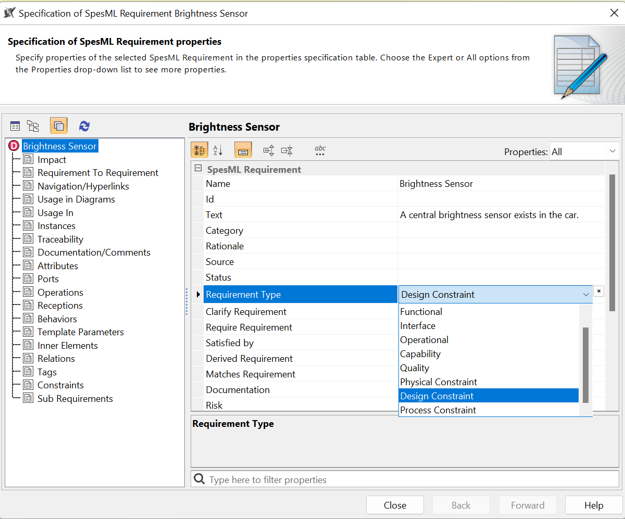 Specification of SpesML Requirement Brightness Sensor
Specification of SpesML Requirement properties
Specify properties of the selected SpesML Requirement in the properties specification table. Choose the Expert or All options from
the Properties drop-down list to see more properties.
Brightness Sensor
Impact
Requirement To Requirement
Navigation/Hyperlinks
Usage in Diagrams
Usage In
Instances
Traceability
Documentation/Comments
Attributes
Ports
Operations
Receptions
Behaviors
Template Parameters
Inner Elements
Relations
Tags
Constraints
Sub Requirements
Brightness Sensor
Properties: All
SpesML Requirement
Name Brightness Sensor
Id
Text A central brightness sensor exists in the car.
Category
Rationale
Source
Status
Requirement Type Design Constraint
Clarify Requirement
Require Requirement
Satisfied by
Derived Requirement
Matches Requirement
Documentation
Risk
Functional
Interface
Operational
Capability
Quality
Physical Constraint
Design Constraint
Process Constraint
Requirement Type
Type here to filter properties
Close Back Forward Help